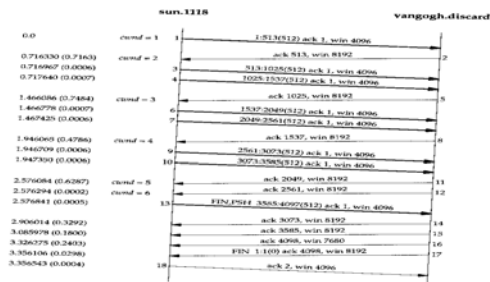 sun.1118 vangogh.discard
0.0 cwnd = 1 1 1:513(512) ack 1, win 4096
0.716330 (0.7163) cwnd = 2 ack 513, win 8192 2
0.716967 (0.0006) 3 513:1025(512) ack 1, win 4096
0.717640 (0.0007) 4 1025:1537(512) ack 1, win 4096
1.466086 (0.7484) cwnd = 3 ack 1025, win 8192 5
1.466778 (0.0007) 6 1537:2049(512) ack 1, win 4096
1.467425 (0.0006) 7 2049:2561(512) ack 1, win 4096
1.946065 (0.4786) cwnd = 4 ack 1537, win 8192 8
1.946709 (0.0006) 9 2561:3073(512) ack 1, win 4096
1.947350 (0.0006) 10 3073:3585(512) ack 1, win 4096
2.576084 (0.6287) cwnd = 5 ack 2049, win 8192 11
2.576294 (0.0002) cwnd = 6 ack 2561, win 8192 12
2.576841 (0.0005) 13 FIN,PSH 3585:4097(512) ack 1, win 4096
2.906014 (0.3292) ack 3073, win 8192 14
3.085978 (0.1800) ack 3585, win 8192 15
3.326275 (0.2403) ack 4098, win 7680 16
3.356106 (0.0298) FIN 1:1(0) ack 4098, win 8192 17
3.356543 (0.0004) 18 ack 2, win 4096